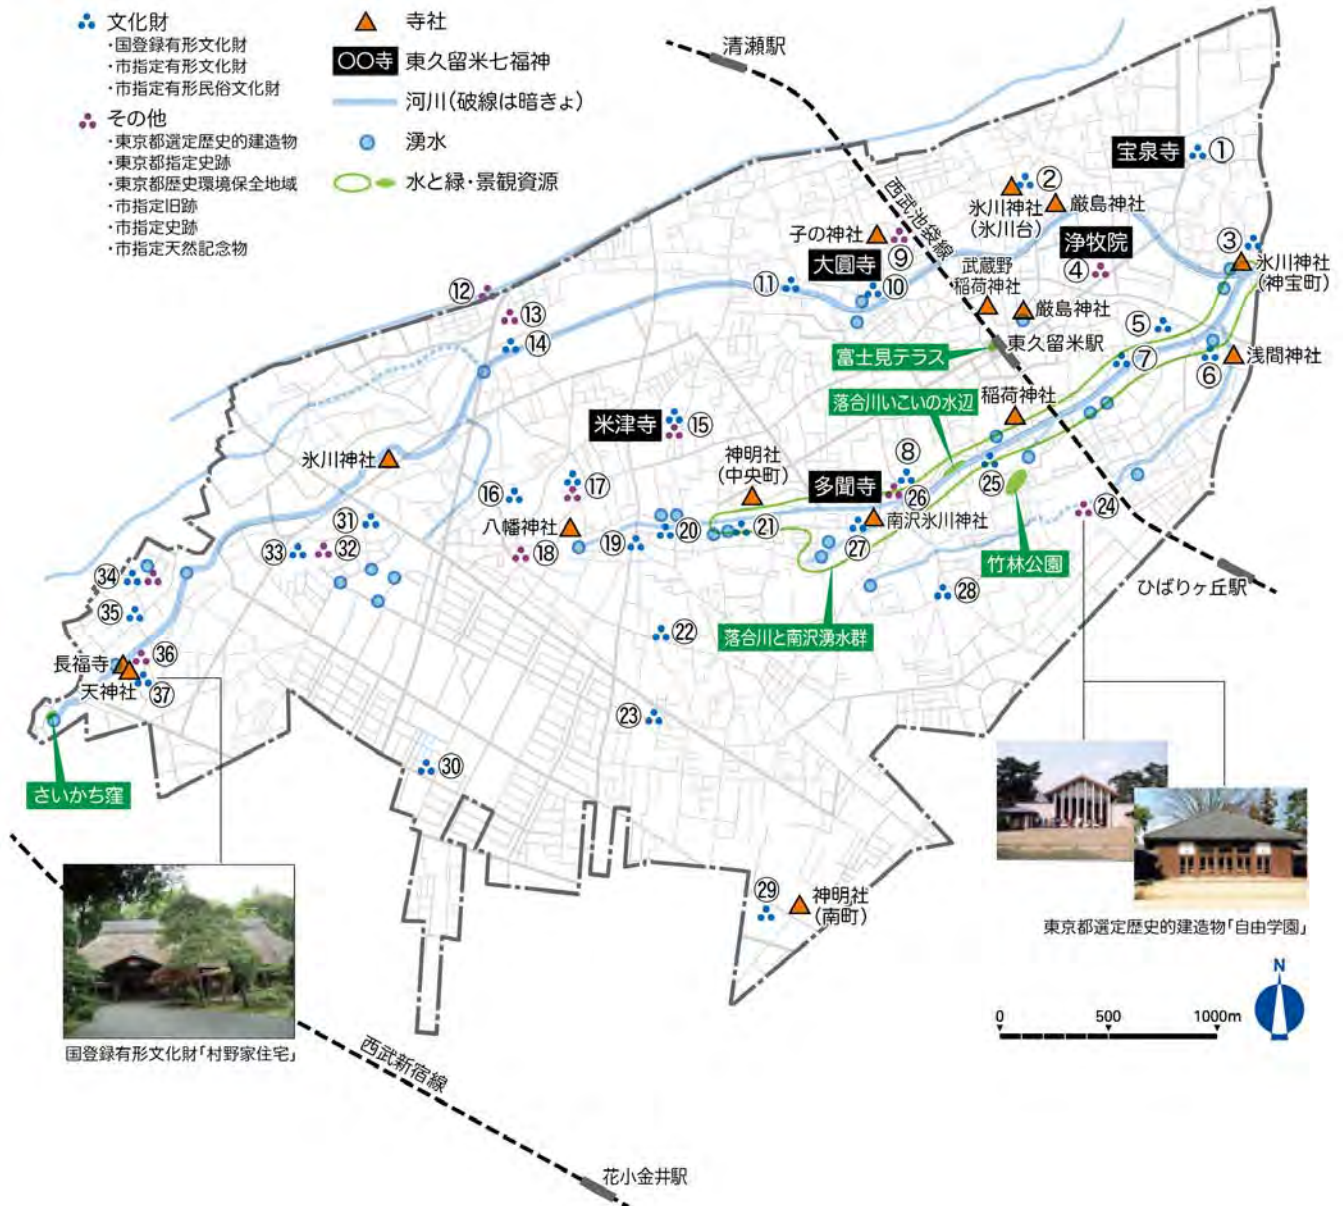 文化財
・国登録有形文化財
・市指定有形文化財
・市指定有形民俗文化財
その他
・東京都選定歴史的建造物
・東京都指定史跡
・東京都歴史環境保全地域
・市指定旧跡
・市指定史跡
・市指定天然記念物
寺社
〇〇寺 東久留米七福神
河川(破線は暗きょ)
湧水
水と緑・景観資源
清瀬駅
西武池袋線
宝泉寺 ①
②
氷川神社
(氷川台)
厳島神社
子の神社
⑨
大圓寺
⑩
⑪
浄牧院
④
③
氷川神社
(神宝町)
武蔵野
稲荷神社
厳島神社
⑤
東久留米駅
富士見テラス
⑦
⑥
浅間神社
⑫
⑬
⑭
落合川いこいの水辺
稲荷神社
米津寺 ⑮
神明社
(中央町)
⑧
多聞寺
㉖
㉕
㉔
氷川神社
⑯
⑰
八幡神社
⑱
⑲
⑳
㉑
南沢氷川神社
㉗
竹林公園
ひばりヶ丘駅
㉘
落合川と南沢湧水群
㉛
㉝
㉜
㉞
㉟
㊱
長福寺
天神社
㊲
㉒
㉓
㉚
さいかち窪
㉙
神明社
(南町)
東京都選定歴史的建造物「自由学園」
国登録有形文化財「村野家住宅」
N
0 500 1000m
西武新宿線
花小金井駅